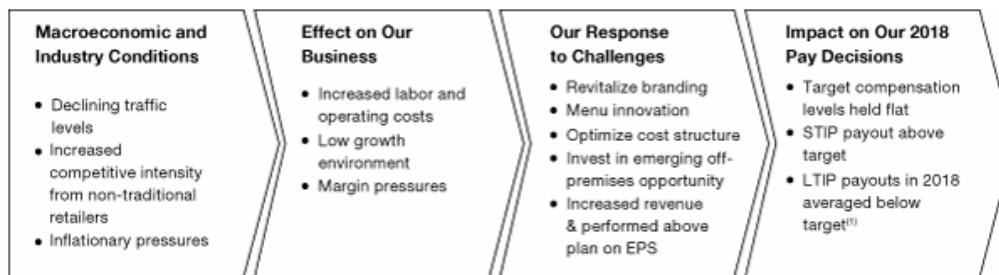 Macroeconomic and
Industry Conditions
• Declining traffic
levels
• Increased
competitive intensity
from non-traditional
retailers
• Inflationary pressures
Effect on Our
Business
• Increased labor and
operating costs
• Low growth
environment
• Margin pressures
Our Response
to Challenges
• Revitalize branding
• Menu innovation
• Optimize cost structure
• Invest in emerging off-
premises opportunity
• Increased revenue
& performed above
plan on EPS
Impact on Our 2018
Pay Decisions
• Target compensation
levels held flat
• STIP payout above
target
• LTIP payouts in 2018
averaged below
target(1)